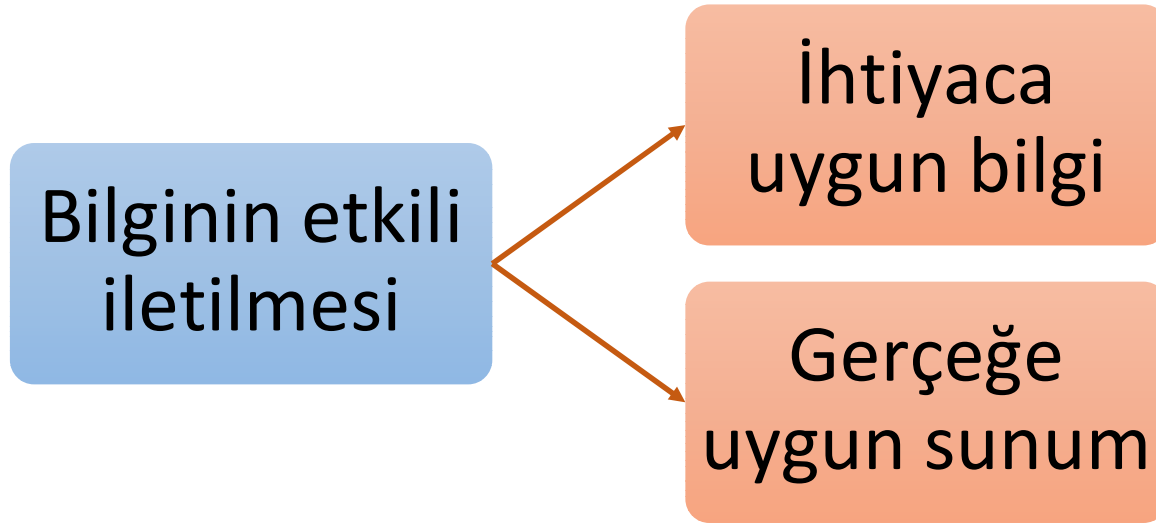 Bilginin etkili
iletilmesi
İhtiyaca
uygun bilgi
Gerçeğe
uygun sunum